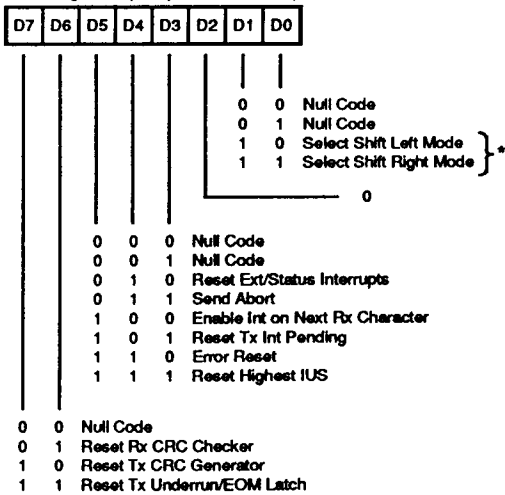 D7 D6 D5 D4 D3 D2 D1 D0
0 0 Null Code
0 1 Null Code
1 0 Select Shift Left Mode
1 1 Select Shift Right Mode
*
0
0 0 0 Null Code
0 0 1 Null Code
0 1 0 Reset Ext/Status Interrupts
0 1 1 Send Abort
1 0 0 Enable Int on Next Rx Character
1 0 1 Reset Tx Int Pending
1 1 0 Error Reset
1 1 1 Reset Highest IUS
0 0 Null Code
0 1 Reset Rx CRC Checker
1 0 Reset Tx CRC Generator
1 1 Reset Tx Underrun/EOM Latch